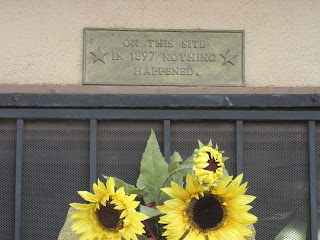 ON THIS SITE
IN 1897 NOTHING
HAPPENED.